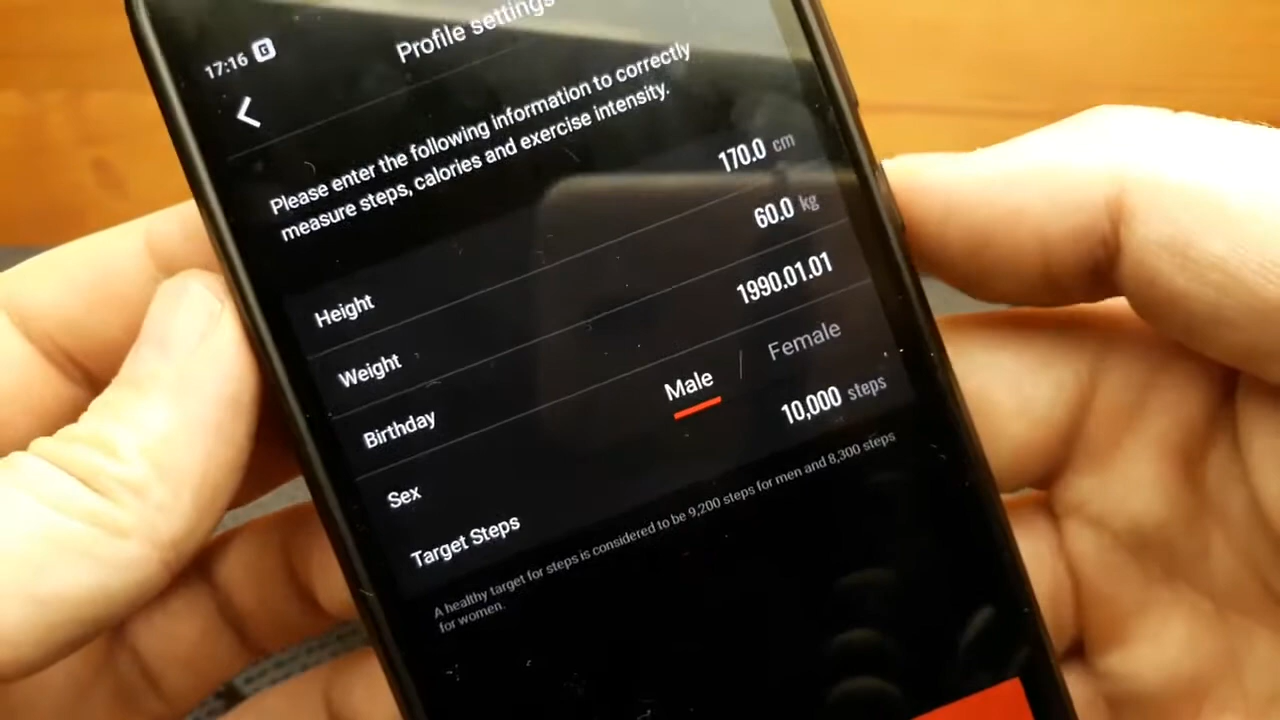 17:16 G
Profile settings
Please enter the following information to correctly
measure steps, calories and exercise intensity.
Height 170.0 cm
Weight 60.0 kg
Birthday 1990.01.01
Sex Male | Female
Target Steps 10,000 steps
A healthy target for steps is considered to be 9,200 steps for men and 8,300 steps
for women.